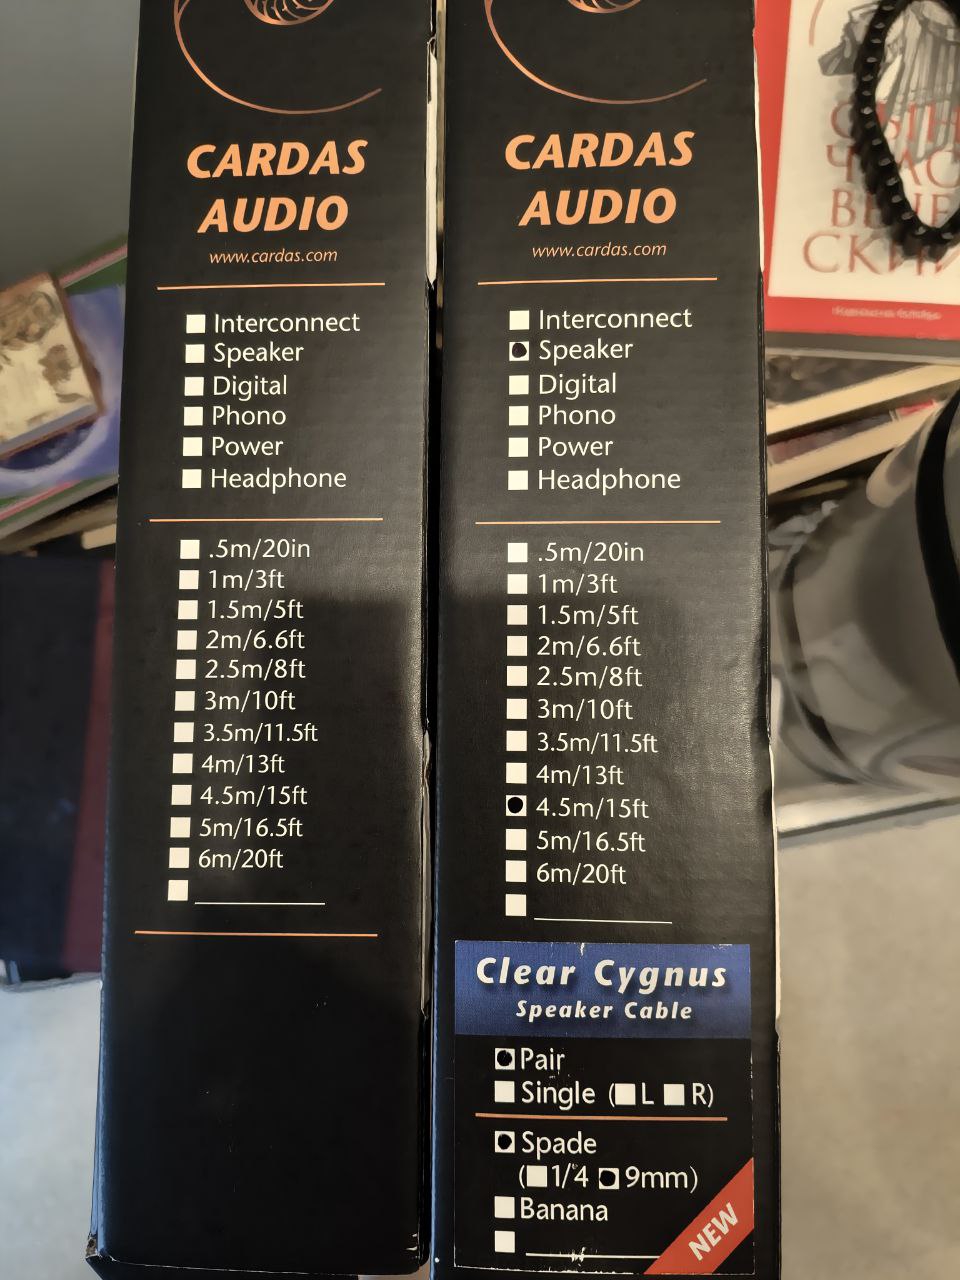 CARDAS
AUDIO
www.cardas.com
Interconnect
Speaker
Digital
Phono
Power
Headphone
.5m/20in
1m/3ft
1.5m/5ft
2m/6.6ft
2.5m/8ft
3m/10ft
3.5m/11.5ft
4m/13ft
4.5m/15ft
5m/16.5ft
6m/20ft
CARDAS
AUDIO
www.cardas.com
Interconnect
Speaker
Digital
Phono
Power
Headphone
.5m/20in
1m/3ft
1.5m/5ft
2m/6.6ft
2.5m/8ft
3m/10ft
3.5m/11.5ft
4m/13ft
4.5m/15ft
5m/16.5ft
6m/20ft
Clear Cygnus
Speaker Cable
Pair
Single (L R)
Spade
(1/4 9mm)
Banana
NEW